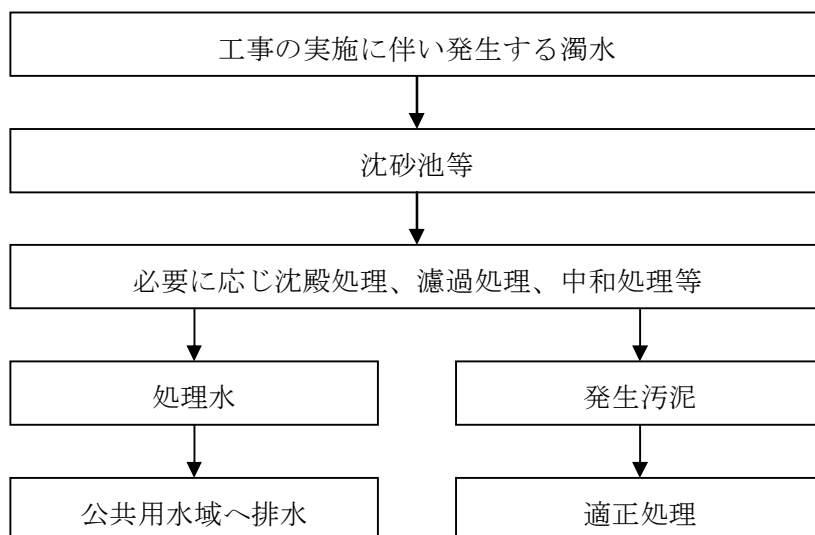 工事の実施に伴い発生する濁水
沈砂池等
必要に応じ沈殿処理、濾過処理、中和処理等
処理水
発生汚泥
公共用水域へ排水
適正処理